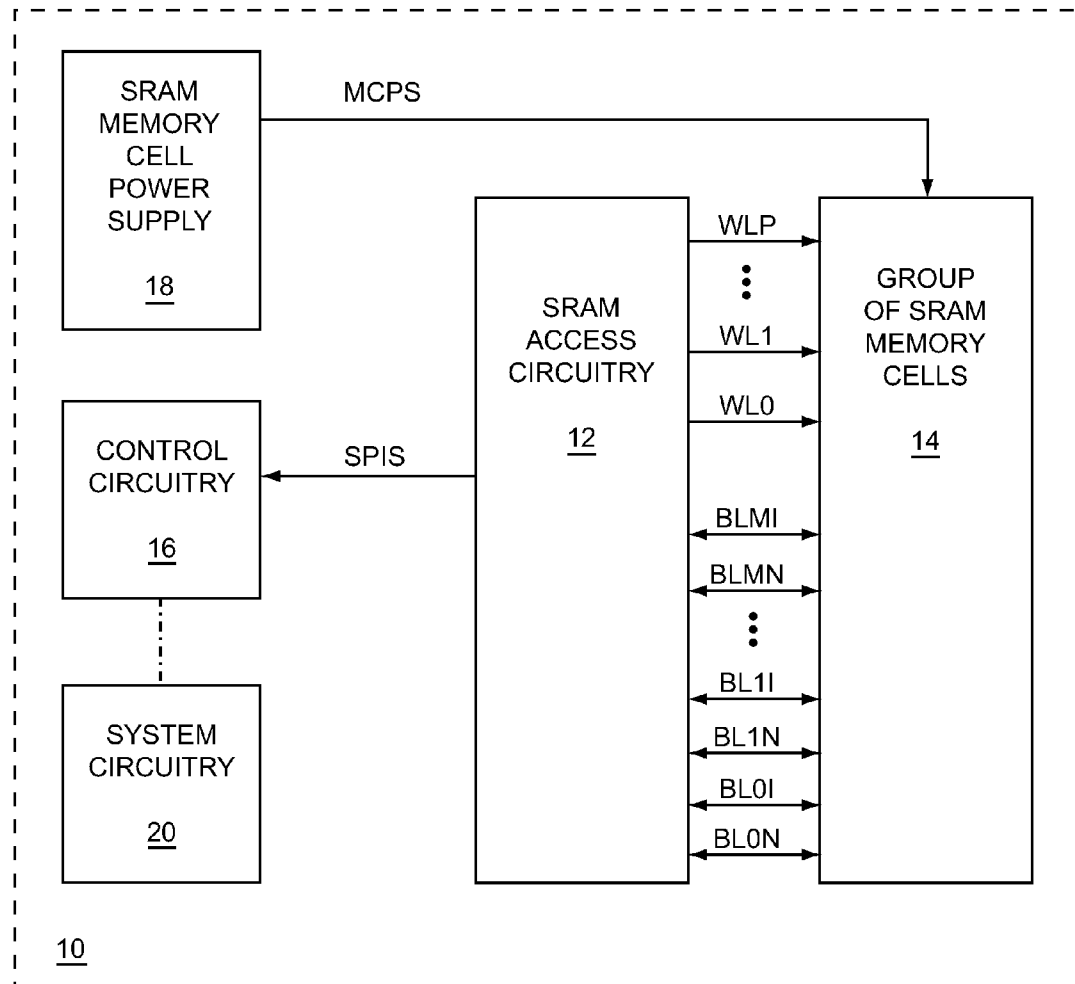 SRAM
MEMORY
CELL
POWER
SUPPLY
18
MCPS
CONTROL
CIRCUITRY
16
SPIS
SYSTEM
CIRCUITRY
20
SRAM
ACCESS
CIRCUITRY
12
WLP
WL1
WL0
BLMI
BLMN
BL1I
BL1N
BL0I
BL0N
GROUP
OF SRAM
MEMORY
CELLS
14
10